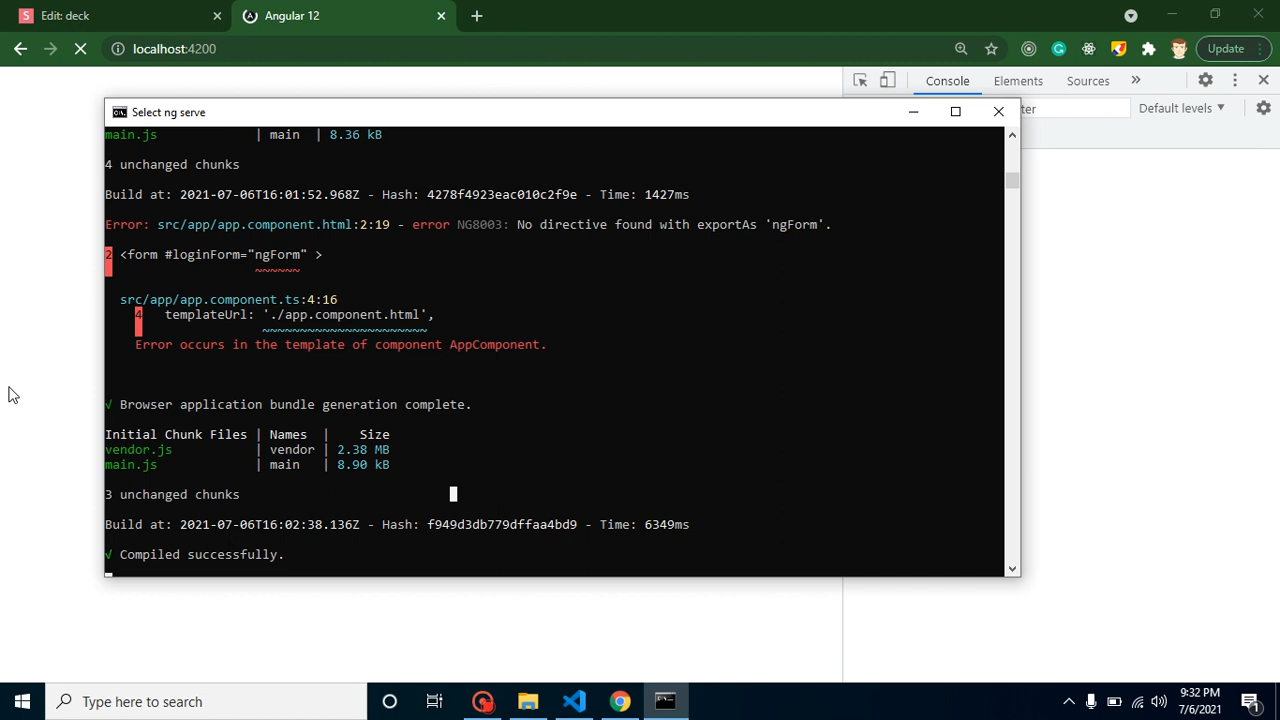 S Edit: deck
Angular 12
localhost:4200
Update
Console
Elements
Sources
ter
Default levels
Select ng serve
main.js | main | 8.36 kB
4 unchanged chunks
Build at: 2021-07-06T16:01:52.968Z - Hash: 4278f4923eac010c2f9e - Time: 1427ms
Error: src/app/app.component.html:2:19 - error NG8003: No directive found with exportAs 'ngForm'.
2 <form #loginForm="ngForm" >
~~~~~~
src/app/app.component.ts:4:16
4 templateUrl: './app.component.html',
~~~~~~~~~~~~~~~~~~~~~~
Error occurs in the template of component AppComponent.
√ Browser application bundle generation complete.
Initial Chunk Files | Names | Size
vendor.js | vendor | 2.38 MB
main.js | main | 8.90 kB
3 unchanged chunks
Build at: 2021-07-06T16:02:38.136Z - Hash: f949d3db779dffaa4bd9 - Time: 6349ms
√ Compiled successfully.
Type here to search
9:32 PM
7/6/2021
1